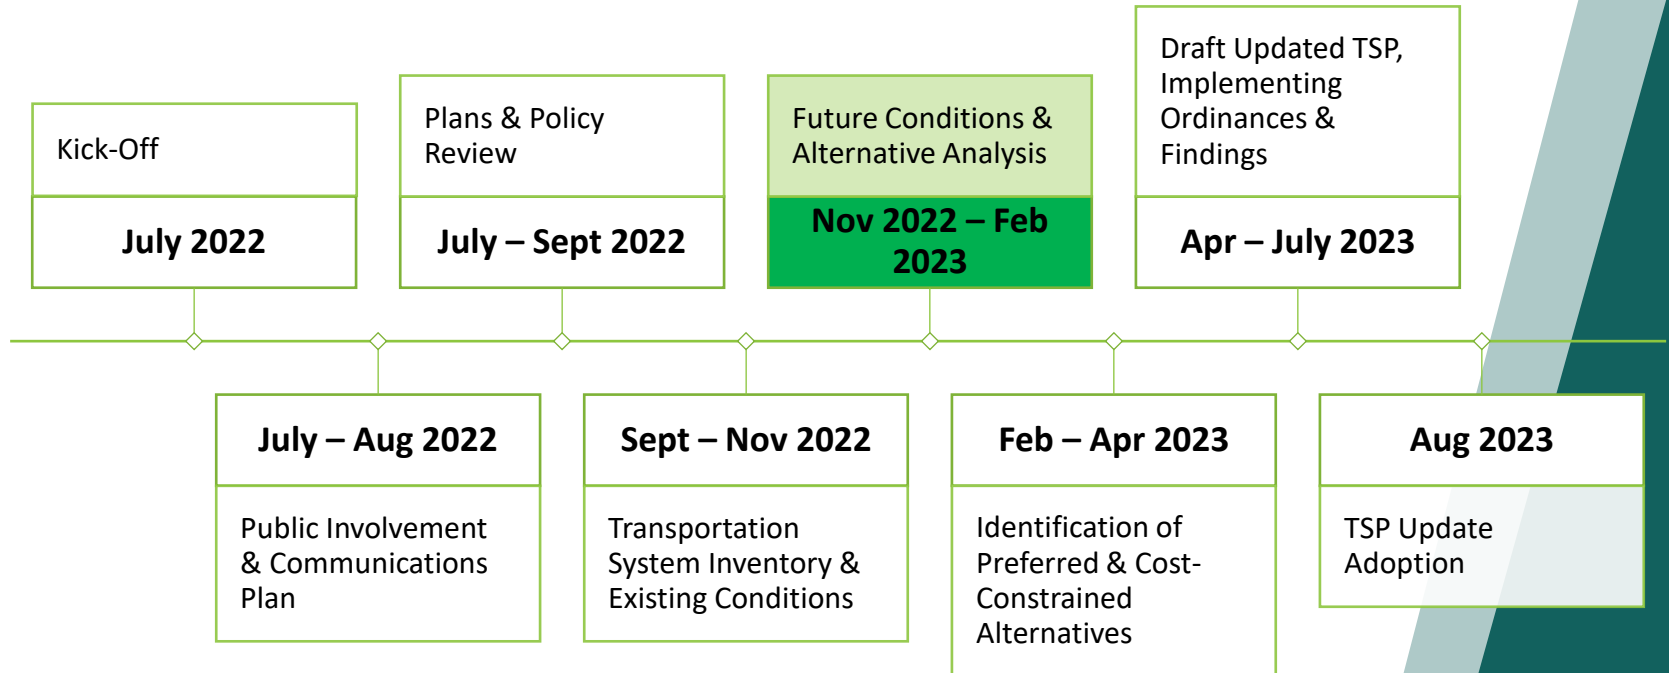 Kick-Off
July 2022
Plans & Policy
Review
July – Sept 2022
Future Conditions &
Alternative Analysis
Nov 2022 – Feb
2023
Draft Updated TSP,
Implementing
Ordinances &
Findings
Apr – July 2023
July – Aug 2022
Public Involvement
& Communications
Plan
Sept – Nov 2022
Transportation
System Inventory &
Existing Conditions
Feb – Apr 2023
Identification of
Preferred & Cost-
Constrained
Alternatives
Aug 2023
TSP Update
Adoption